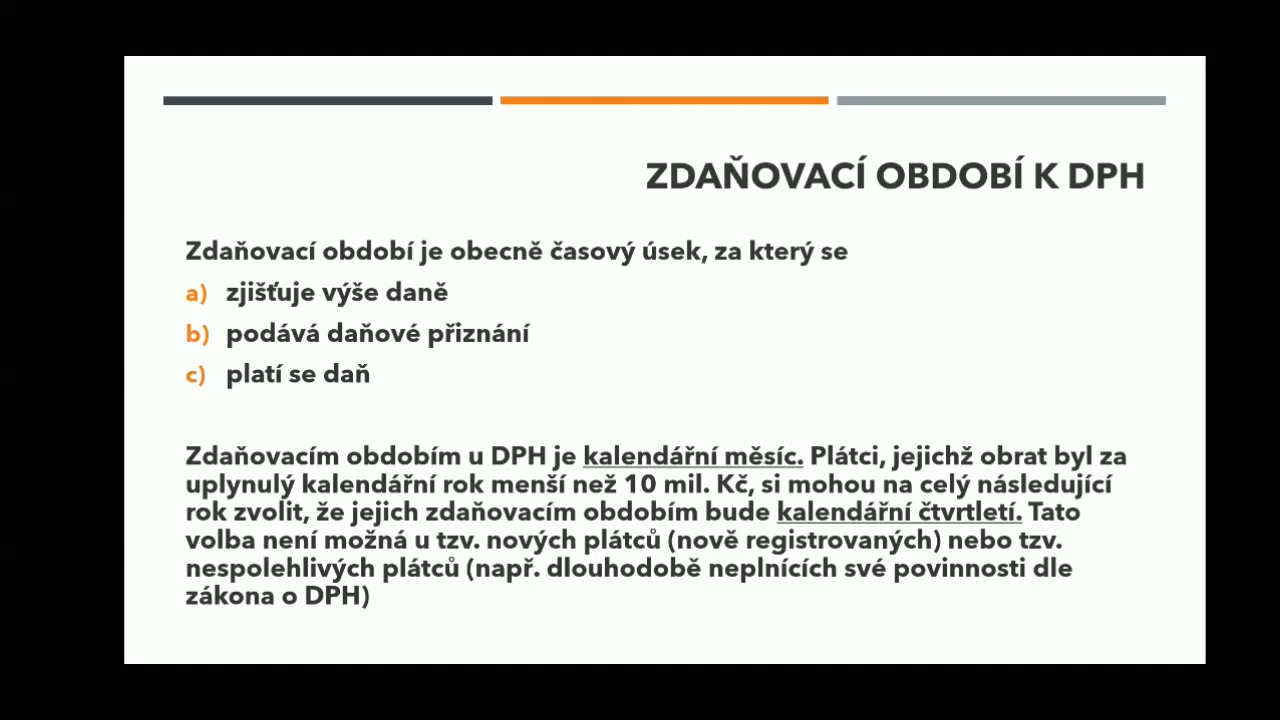 ZDAŇOVACÍ OBDOBÍ K DPH
Zdaňovací období je obecně časový úsek, za který se
a) zjišťuje výše daně
b) podává daňové přiznání
c) platí se daň
Zdaňovacím obdobím u DPH je kalendářní měsíc. Plátci, jejichž obrat byl za
uplynulý kalendářní rok menší než 10 mil. Kč, si mohou na celý následující
rok zvolit, že jejich zdaňovacím obdobím bude kalendářní čtvrtletí. Tato
volba není možná u tzv. nových plátců (nově registrovaných) nebo tzv.
nespolehlivých plátců (např. dlouhodobě neplnících své povinnosti dle
zákona o DPH)